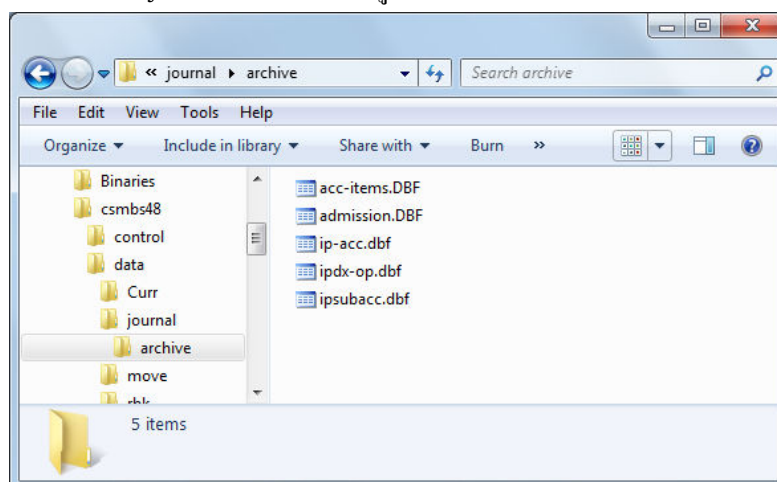 « journal ▸ archive
Search archive
File Edit View Tools Help
Organize Include in library Share with Burn »
Binaries
csmbs48
control
data
Curr
journal
archive
move
acc-items.DBF
admission.DBF
ip-acc.dbf
ipdx-op.dbf
ipsubacc.dbf
5 items